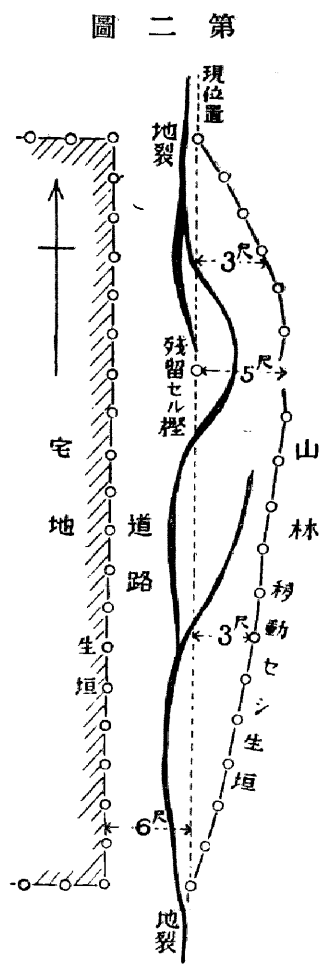 第二圖
現位置
地裂
3尺
残留セル樫
5尺
山林
宅地
道路
移動セシ生垣
3尺
生垣
6尺
地裂